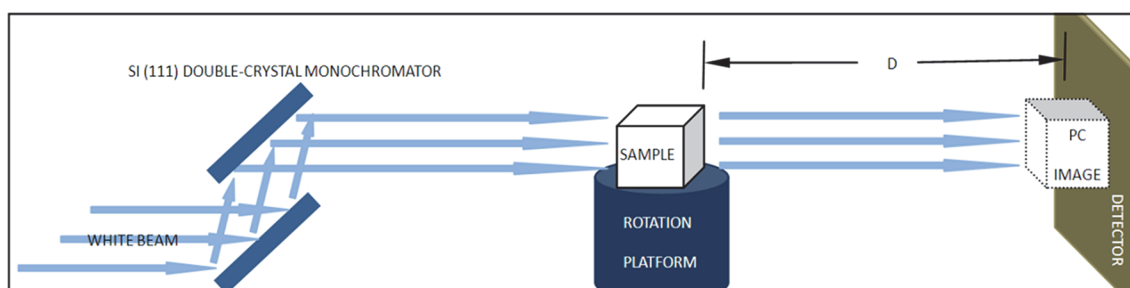 SI (111) DOUBLE-CRYSTAL MONOCHROMATOR
D
SAMPLE
PC
IMAGE
WHITE BEAM
ROTATION
PLATFORM
DETECTOR